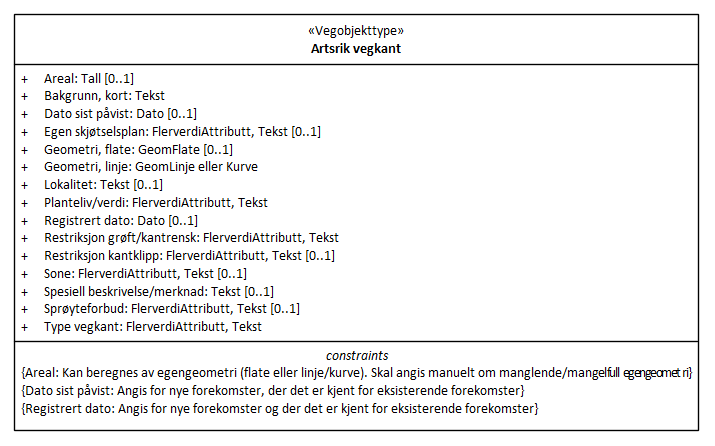 «Vegobjekttype»
Artsrik vegkant
+ Areal: Tall [0..1]
+ Bakgrunn, kort: Tekst
+ Dato sist påvist: Dato [0..1]
+ Egen skjøtselsplan: FlerverdiAttributt, Tekst [0..1]
+ Geometri, flate: GeomFlate [0..1]
+ Geometri, linje: GeomLinje eller Kurve
+ Lokalitet: Tekst [0..1]
+ Planteliv/verdi: FlerverdiAttributt, Tekst
+ Registrert dato: Dato [0..1]
+ Restriksjon grøft/kantrensk: FlerverdiAttributt, Tekst
+ Restriksjon kantklipp: FlerverdiAttributt, Tekst [0..1]
+ Sone: FlerverdiAttributt, Tekst [0..1]
+ Spesiell beskrivelse/merknad: Tekst [0..1]
+ Sprøyteforbud: FlerverdiAttributt, Tekst [0..1]
+ Type vegkant: FlerverdiAttributt, Tekst
constraints
{Areal: Kan beregnes av egengeometri (flate eller linje/kurve). Skal angis manuelt om manglende/mangelfull egengeometri}
{Dato sist påvist: Angis for nye forekomster, der det er kjent for eksisterende forekomster}
{Registrert dato: Angis for nye forekomster og der det er kjent for eksisterende forekomster}